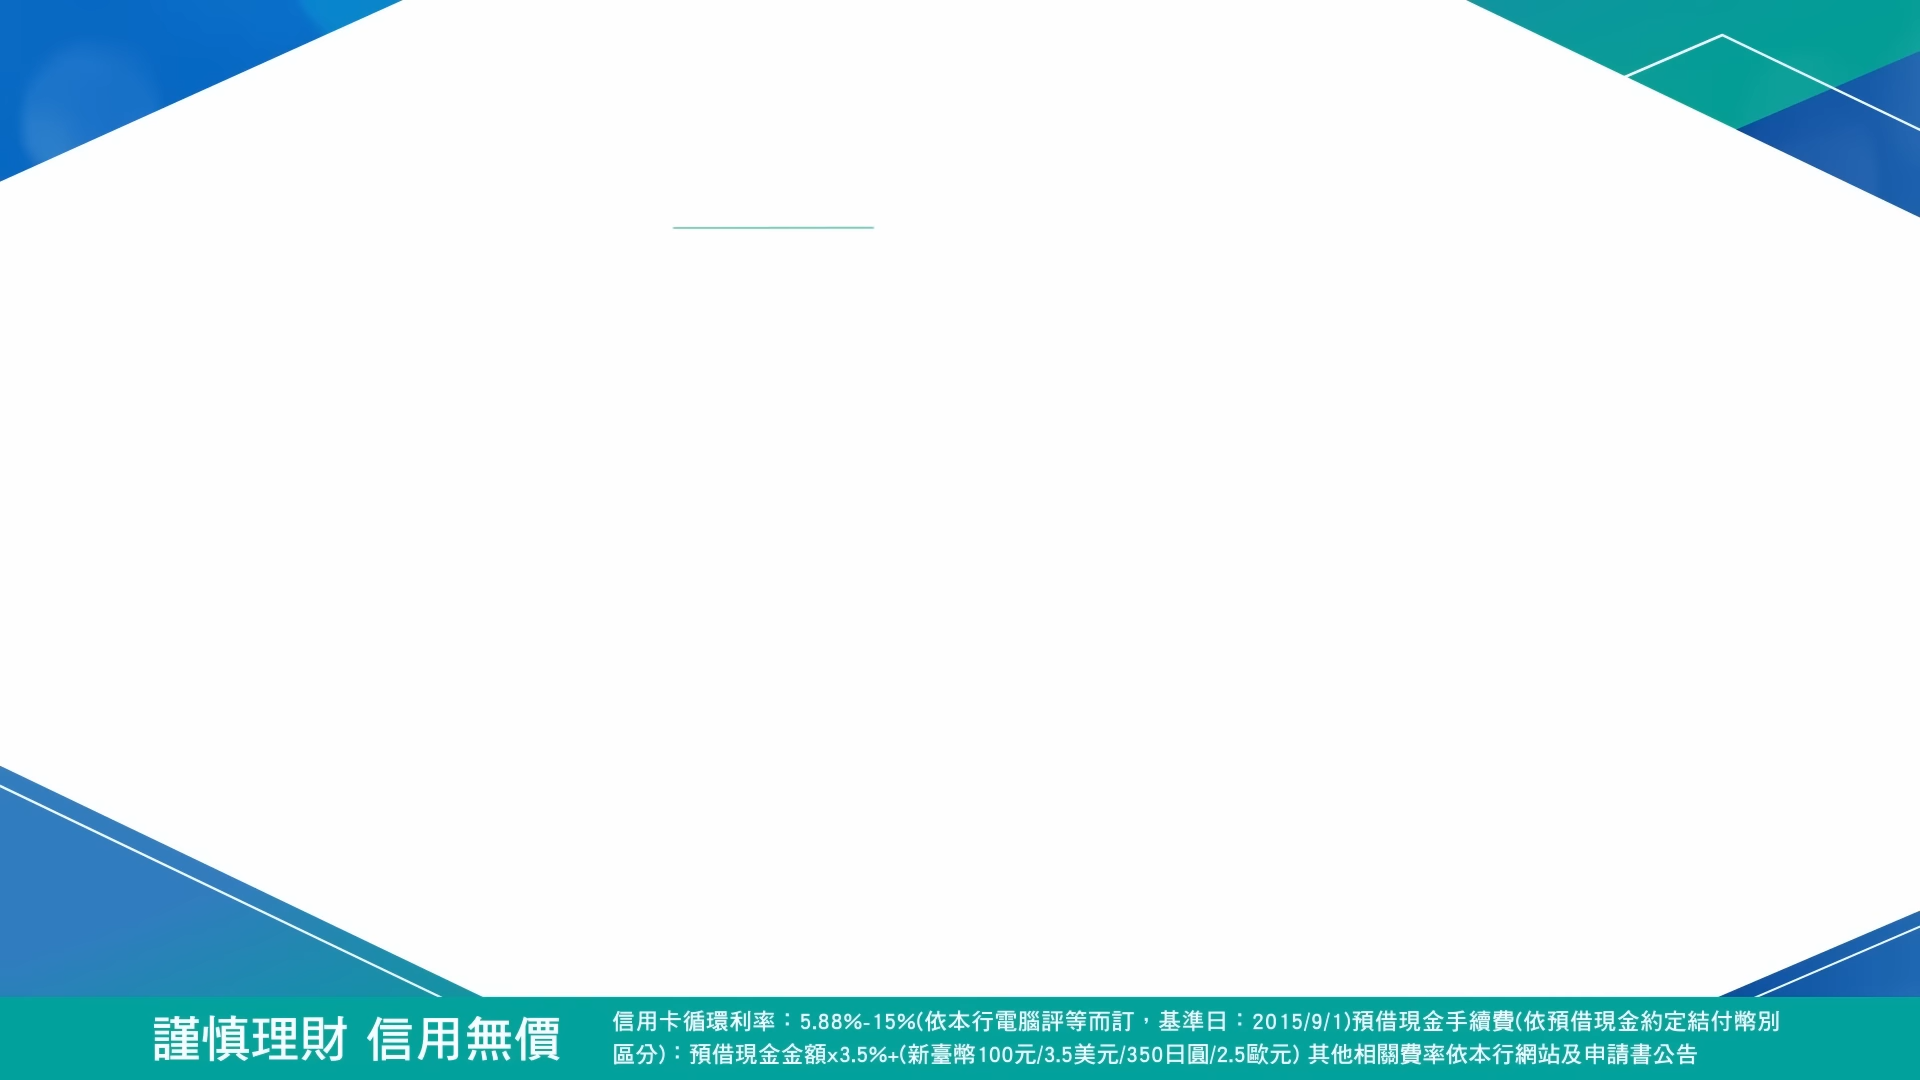 謹慎理財 信用無價
信用卡循環利率：5.88%-15%(依本行電腦評等而訂，基準日：2015/9/1)預借現金手續費(依預借現金約定結付幣別
區分)：預借現金金額x3.5%+(新臺幣100元/3.5美元/350日圓/2.5歐元) 其他相關費率依本行網站及申請書公告